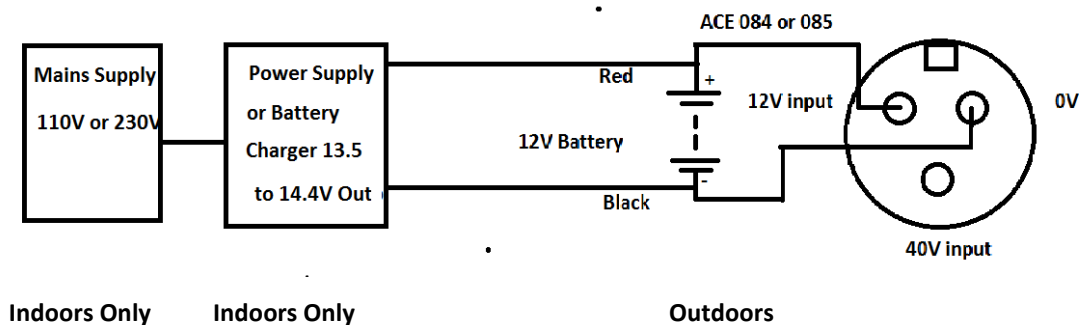 ACE 084 or 085
Mains Supply
110V or 230V
Power Supply
or Battery
Charger 13.5
to 14.4V Out
Red
+
12V Battery
-
Black
12V input
0V
40V input
Indoors Only
Indoors Only
Outdoors